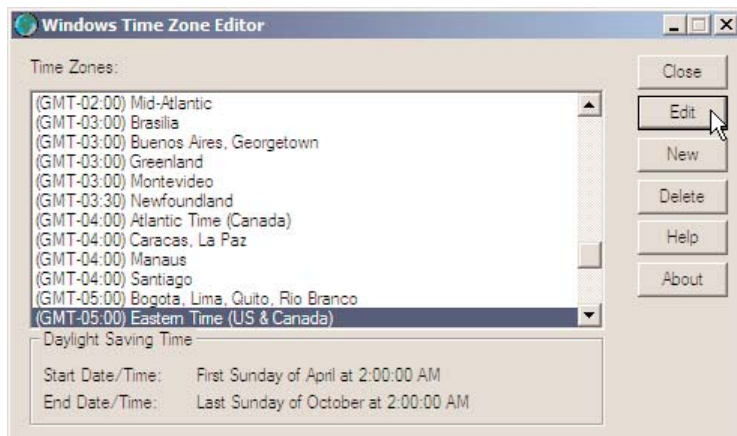 Windows Time Zone Editor
Time Zones:
(GMT-02:00) Mid-Atlantic
(GMT-03:00) Brasilia
(GMT-03:00) Buenos Aires, Georgetown
(GMT-03:00) Greenland
(GMT-03:00) Montevideo
(GMT-03:30) Newfoundland
(GMT-04:00) Atlantic Time (Canada)
(GMT-04:00) Caracas, La Paz
(GMT-04:00) Manaus
(GMT-04:00) Santiago
(GMT-05:00) Bogota, Lima, Quito, Rio Branco
(GMT-05:00) Eastern Time (US & Canada)
Close
Edit
New
Delete
Help
About
Daylight Saving Time
Start Date/Time: First Sunday of April at 2:00:00 AM
End Date/Time: Last Sunday of October at 2:00:00 AM